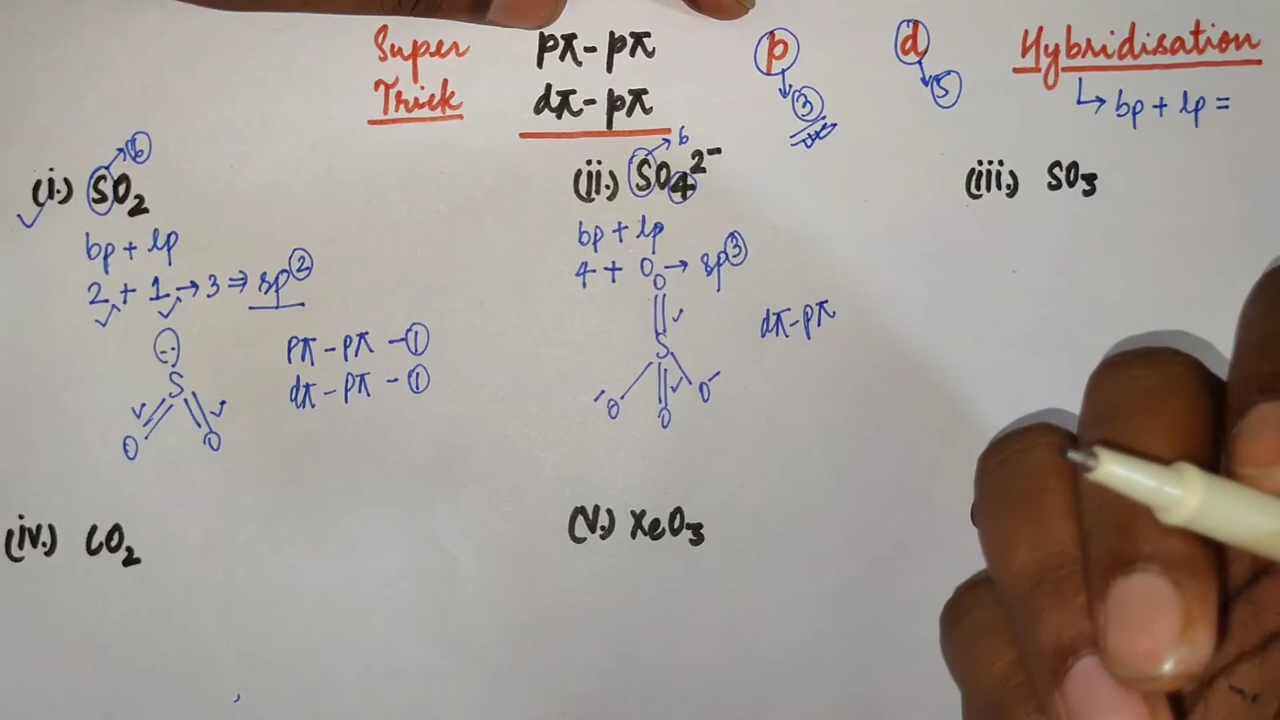 Super Trick
pπ-pπ
dπ-pπ
p
3
d
5
Hybridisation
↳ bp + lp =
(i.) SO₂
6
bp + lp
2 + 1 → 3 ⇒ sp²
S
O O
pπ-pπ -①
dπ-pπ -①
(ii.) SO₄²⁻
6
bp + lp
4 + 0 → sp³
O
S
⁻O O O⁻
dπ-pπ
(iii.) SO₃
(iv.) CO₂
(v.) XeO₃